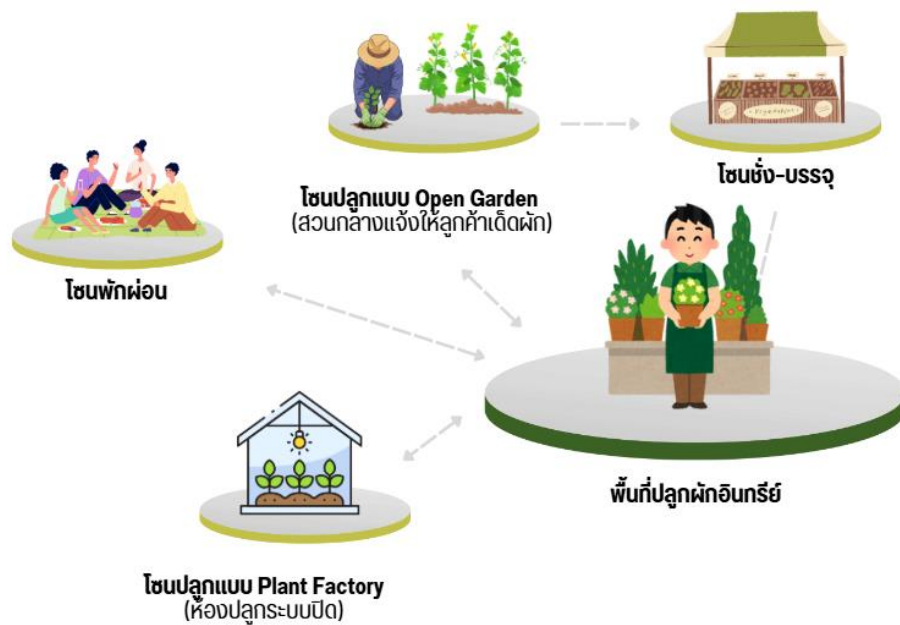 โซนปลูกแบบ Open Garden
(สวนกลางแจ้งให้ลูกค้าเด็ดผัก)
โซนชั่ง-บรรจุ
โซนพักผ่อน
พื้นที่ปลูกผักอินทรีย์
โซนปลูกแบบ Plant Factory
(ห้องปลูกระบบปิด)